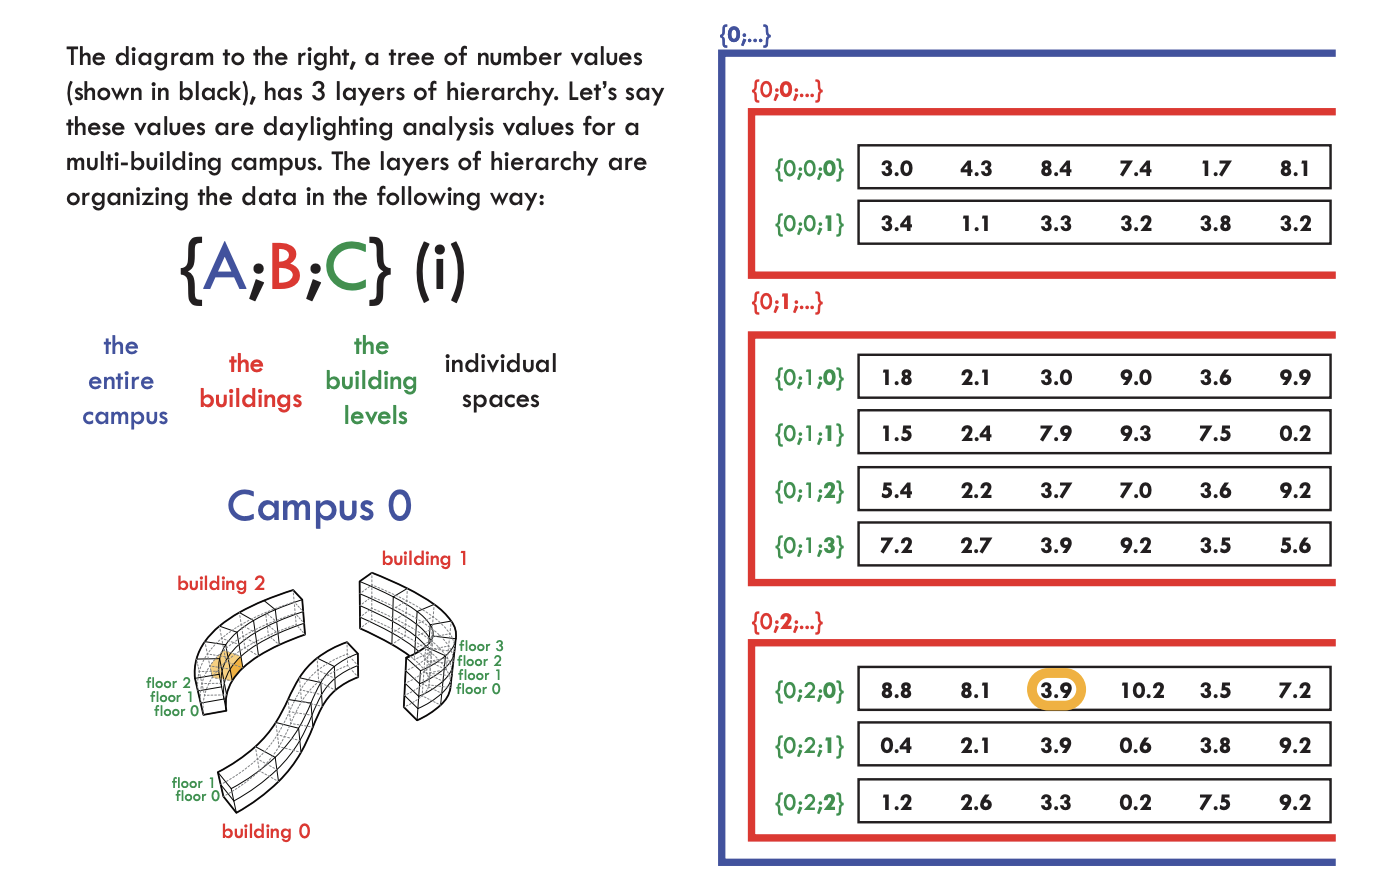 The diagram to the right, a tree of number values
(shown in black), has 3 layers of hierarchy. Let's say
these values are daylighting analysis values for a
multi-building campus. The layers of hierarchy are
organizing the data in the following way:
{A;B;C} (i)
the entire campus
the buildings
the building levels
individual spaces
Campus 0
building 2
building 1
floor 3
floor 2
floor 1
floor 0
floor 2
floor 1
floor 0
floor 1
floor 0
building 0
{0;...}
{0;0;...}
{0;0;0} 3.0 4.3 8.4 7.4 1.7 8.1
{0;0;1} 3.4 1.1 3.3 3.2 3.8 3.2
{0;1;...}
{0;1;0} 1.8 2.1 3.0 9.0 3.6 9.9
{0;1;1} 1.5 2.4 7.9 9.3 7.5 0.2
{0;1;2} 5.4 2.2 3.7 7.0 3.6 9.2
{0;1;3} 7.2 2.7 3.9 9.2 3.5 5.6
{0;2;...}
{0;2;0} 8.8 8.1 3.9 10.2 3.5 7.2
{0;2;1} 0.4 2.1 3.9 0.6 3.8 9.2
{0;2;2} 1.2 2.6 3.3 0.2 7.5 9.2